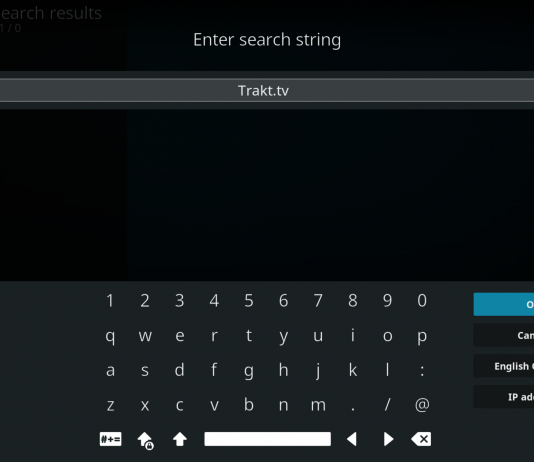 earch results
1 / 0
Enter search string
Trakt.tv
1 2 3 4 5 6 7 8 9 0
q w e r t y u i o p
a s d f g h j k l :
z x c v b n m . / @
#+=
O
Can
English
IP ad